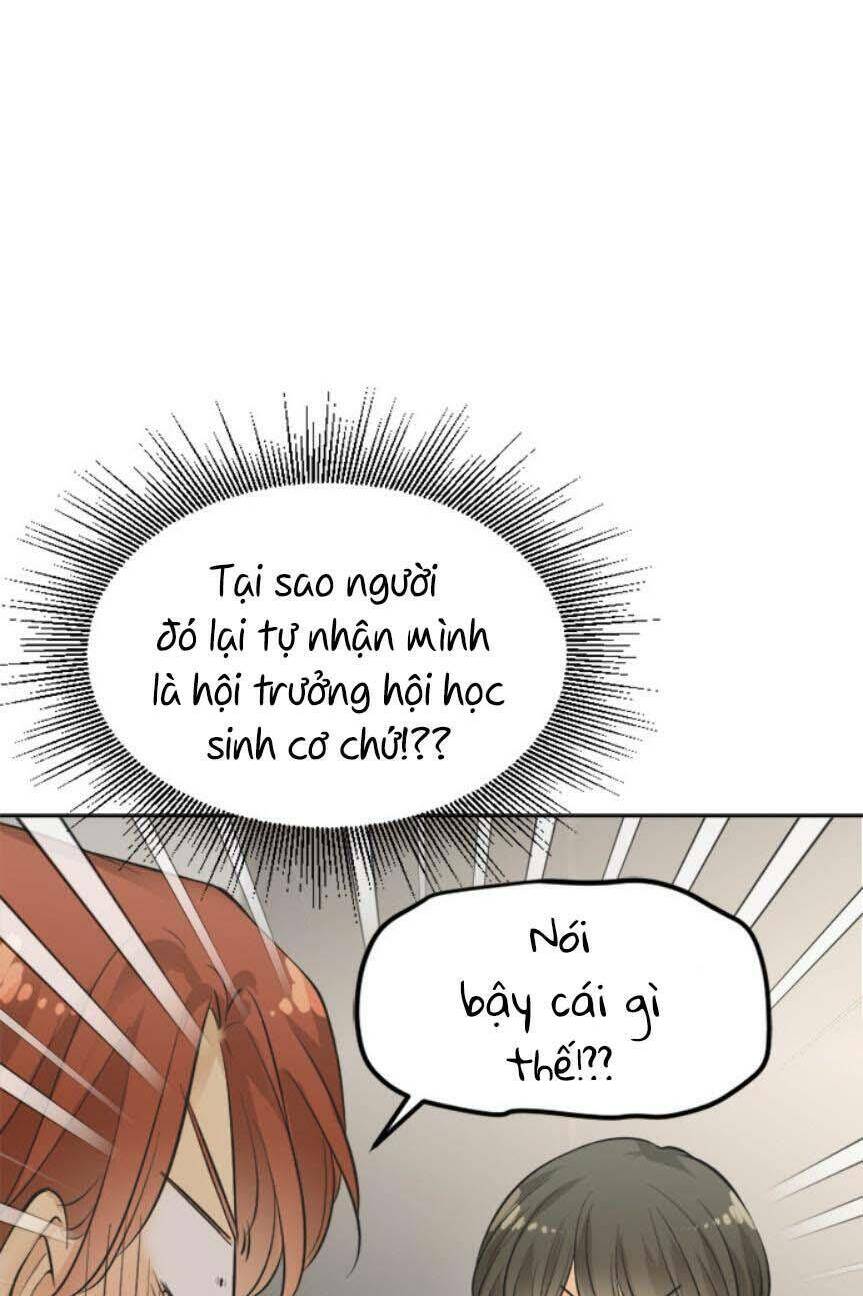 Tại sao người
đó lại tự nhận mình
là hội trưởng hội học
sinh cơ chứ!??
Nói
bậy cái gì
thế!??